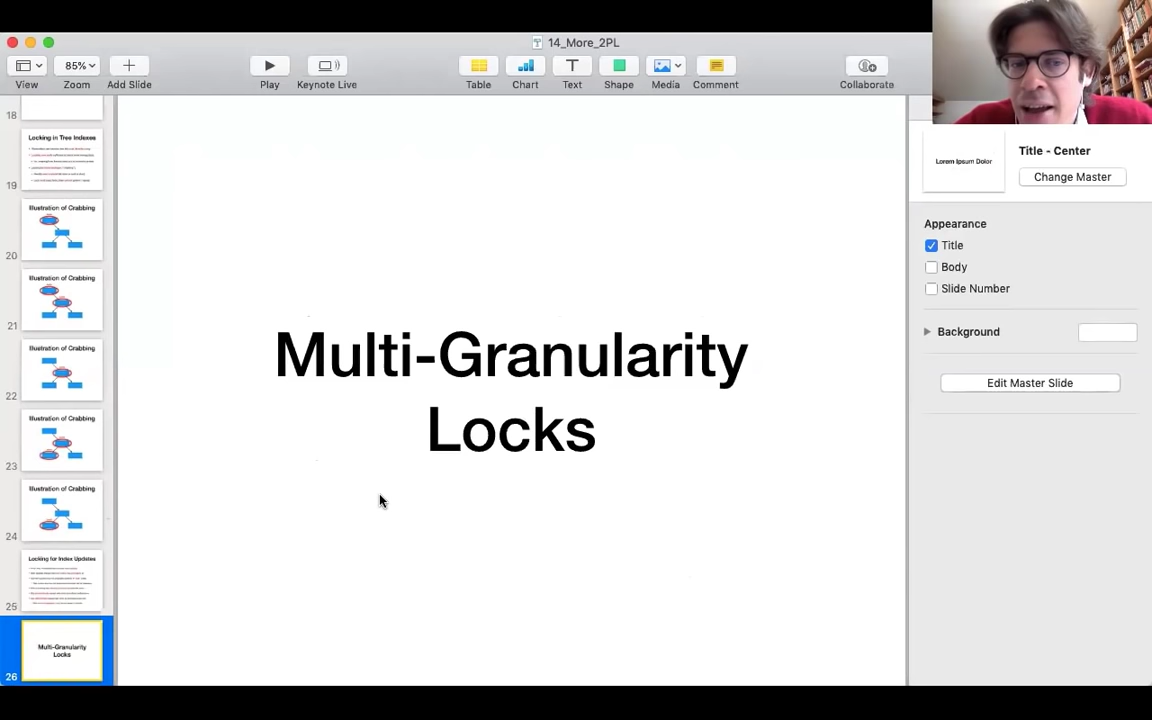 14_More_2PL
85%
View
Zoom
Add Slide
Play
Keynote Live
Table
Chart
Text
Shape
Media
Comment
Collaborate
18
Locking in Tree Indexes
19
Illustration of Crabbing
20
Illustration of Crabbing
21
Illustration of Crabbing
22
Illustration of Crabbing
23
Illustration of Crabbing
24
Locking for Index Updates
25
Multi-Granularity
Locks
26
Multi-Granularity
Locks
Lorem Ipsum Dolor
Title - Center
Change Master
Appearance
Title
Body
Slide Number
Background
Edit Master Slide